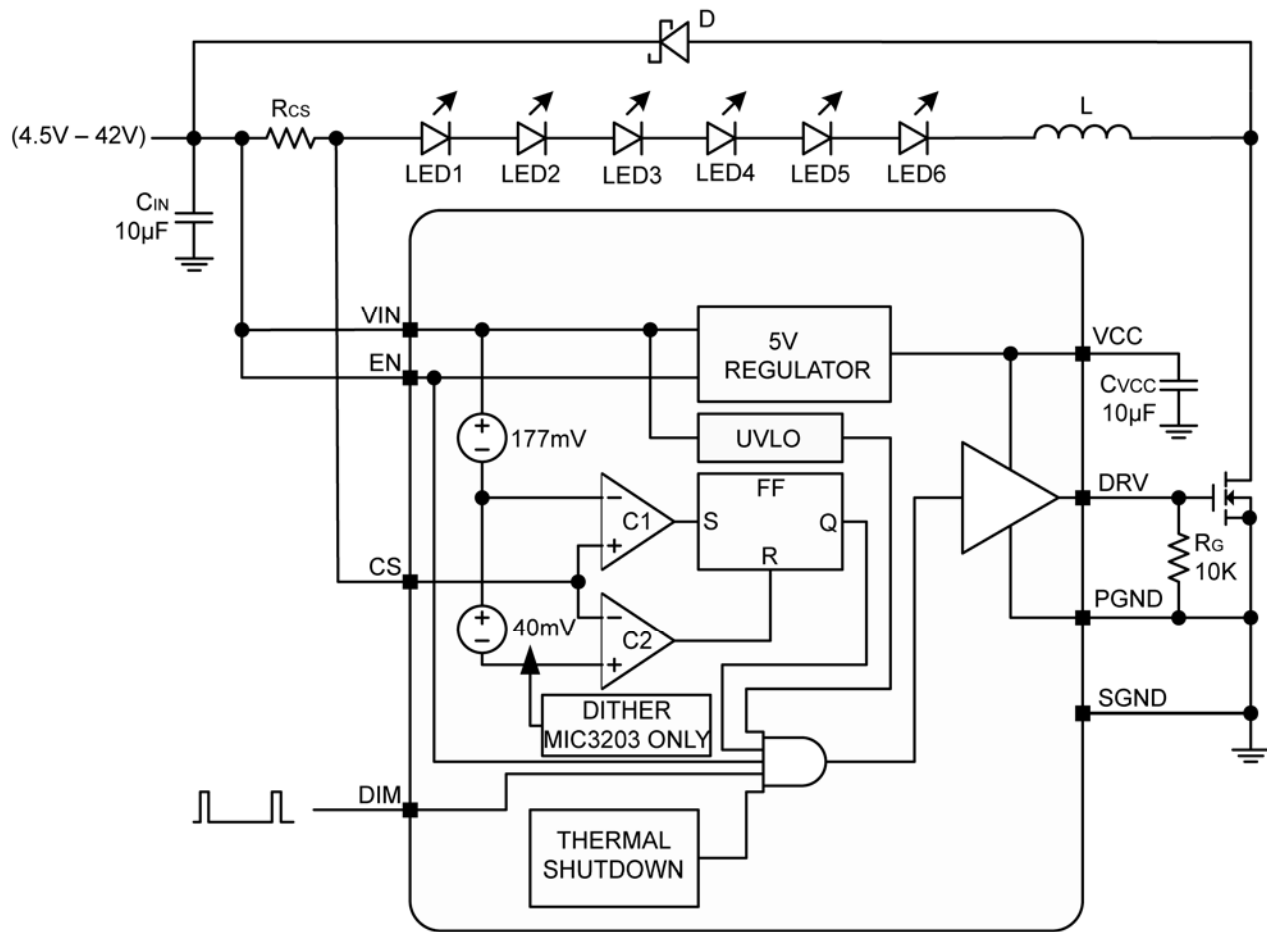 D
(4.5V – 42V)
RCS
L
LED1
LED2
LED3
LED4
LED5
LED6
CIN
10µF
VIN
5V
REGULATOR
VCC
EN
CVCC
10µF
+
−
177mV
UVLO
FF
DRV
−
C1
+
S
Q
R
RG
10K
CS
PGND
+
−
40mV
−
C2
+
DITHER
MIC3203 ONLY
SGND
DIM
THERMAL
SHUTDOWN